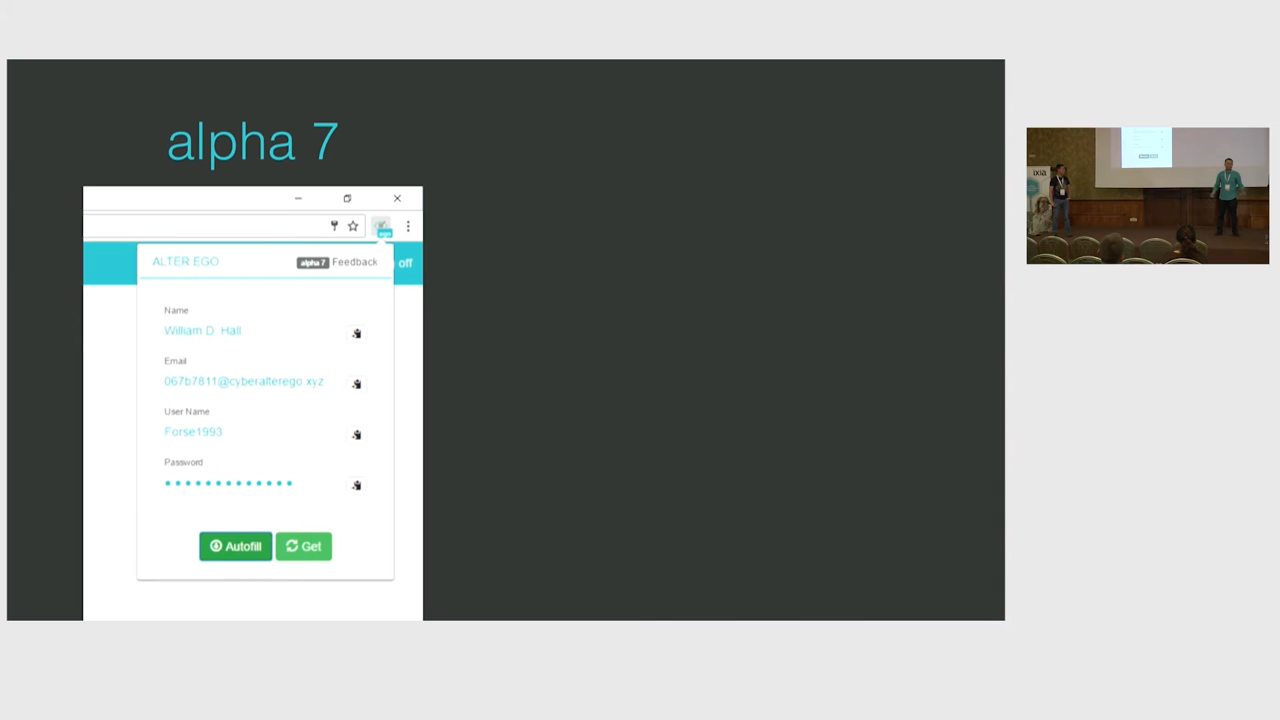 alpha 7
off
ALTER EGO
alpha 7 Feedback
Name
William D. Hall
Email
067b7811@cyberalterego.xyz
User Name
Forse1993
Password
Autofill
Get
ixia